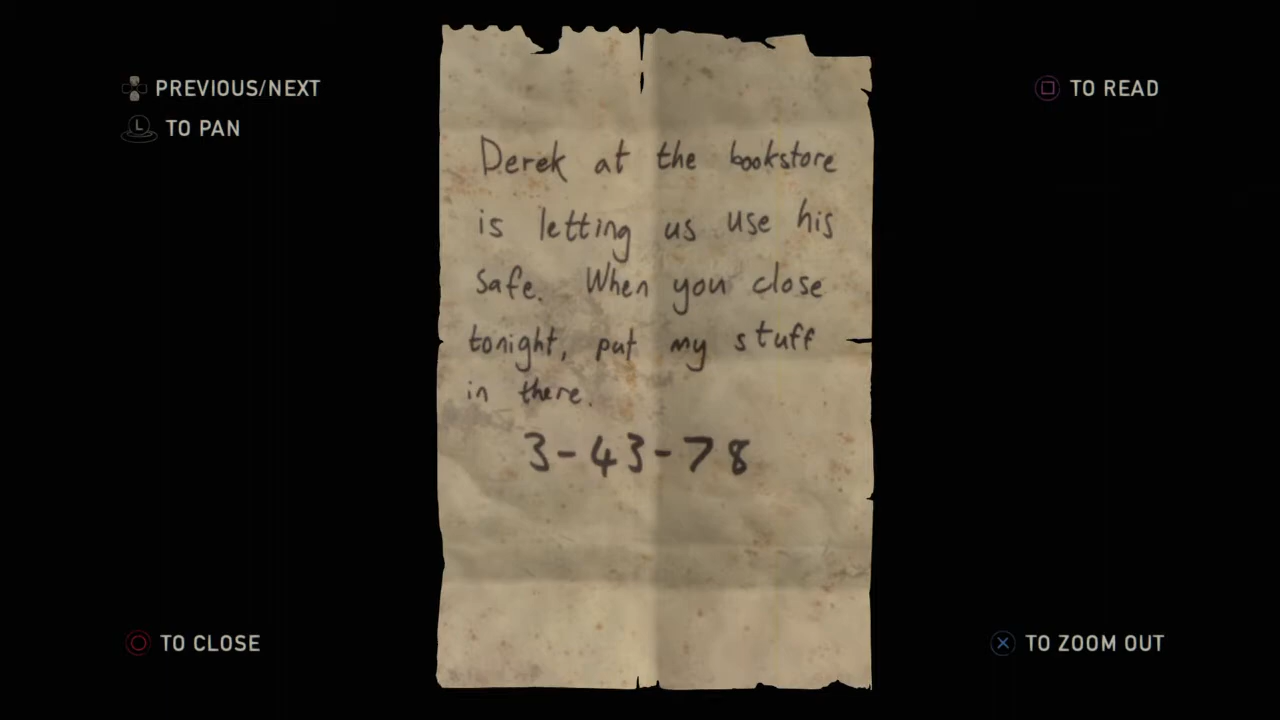 PREVIOUS/NEXT
L TO PAN
TO READ
Derek at the bookstore
is letting us use his
safe. When you close
tonight, put my stuff
in there.
3-43-78
TO CLOSE
TO ZOOM OUT